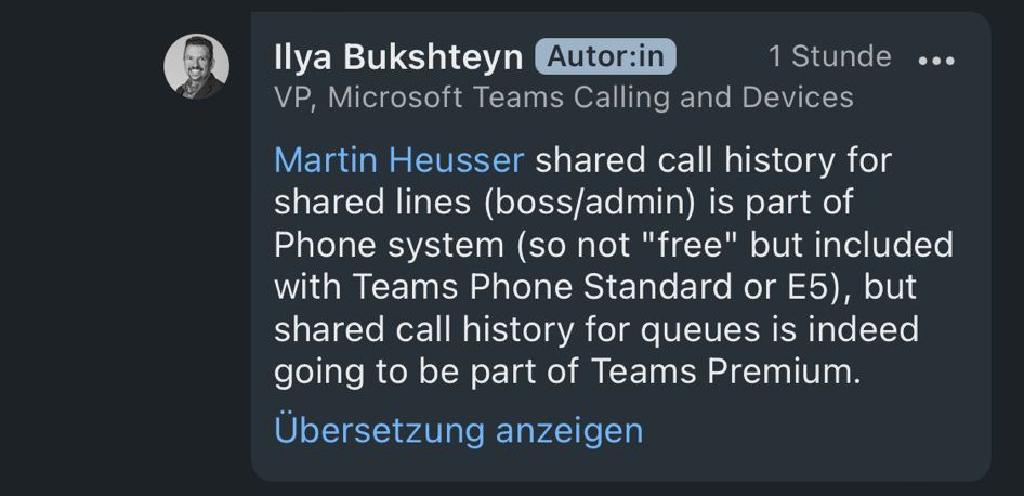 Ilya Bukshteyn Autor:in 1 Stunde •••
VP, Microsoft Teams Calling and Devices
Martin Heusser shared call history for
shared lines (boss/admin) is part of
Phone system (so not "free" but included
with Teams Phone Standard or E5), but
shared call history for queues is indeed
going to be part of Teams Premium.
Übersetzung anzeigen